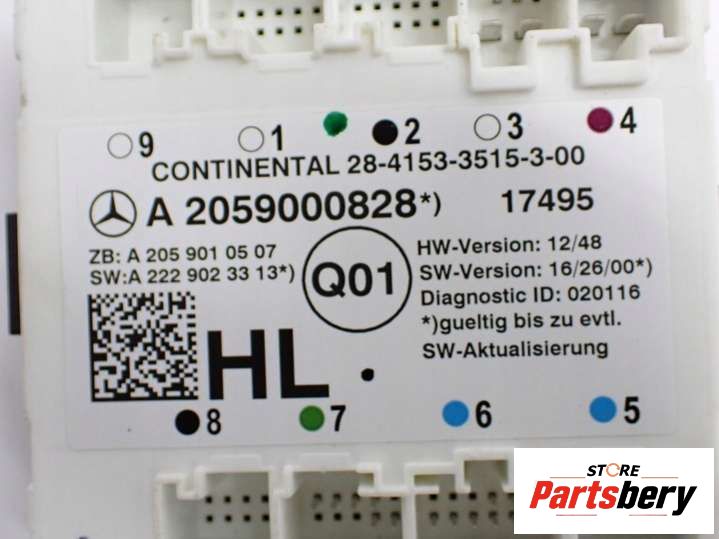 9 1 2 3 4
CONTINENTAL 28-4153-3515-3-00
A 2059000828*) 17495
ZB: A 205 901 05 07
SW:A 222 902 33 13*)
Q01
HW-Version: 12/48
SW-Version: 16/26/00*)
Diagnostic ID: 020116
*)gueltig bis zu evtl.
SW-Aktualisierung
HL.
8 7 6 5
STORE
Partsbery